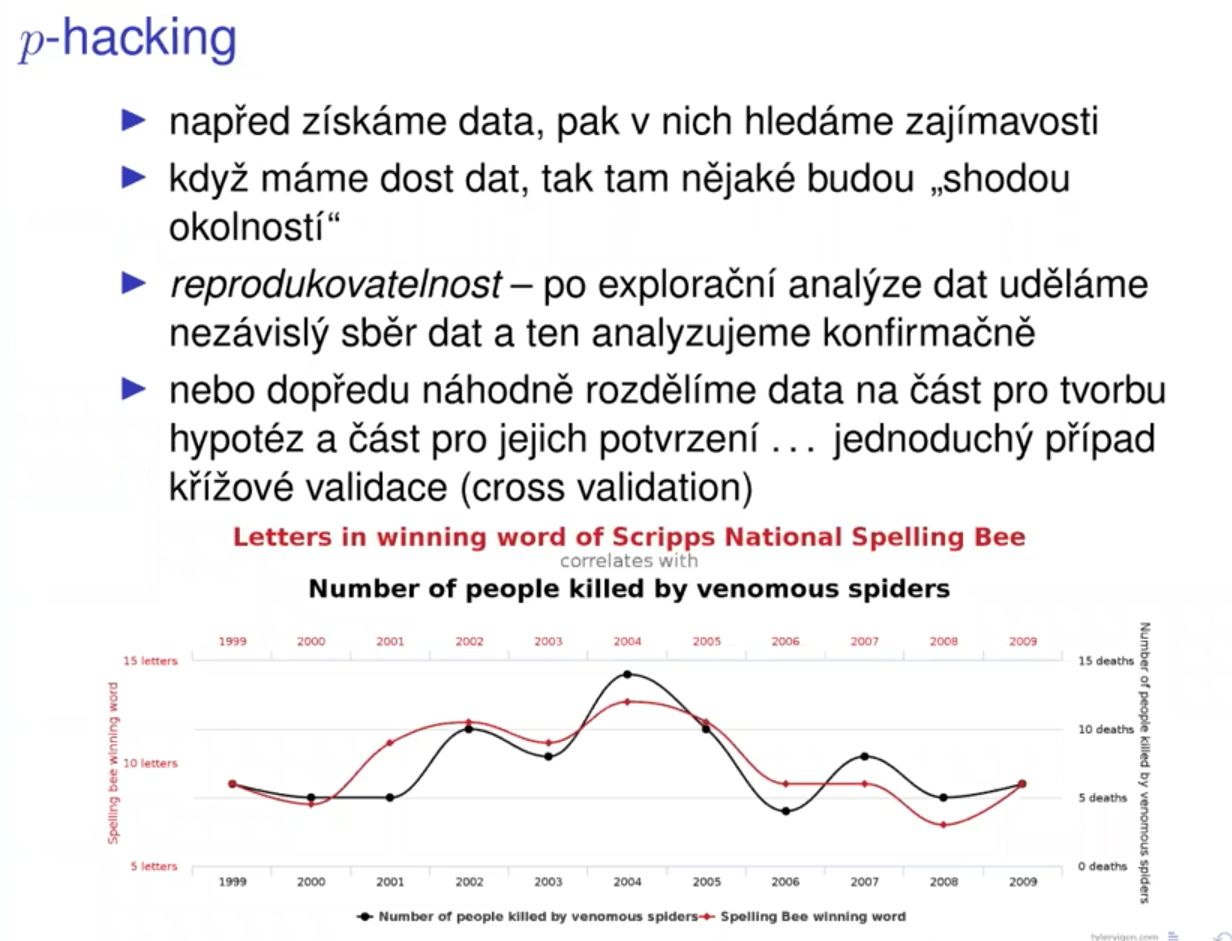 p-hacking
▶ napřed získáme data, pak v nich hledáme zajímavosti
▶ když máme dost dat, tak tam nějaké budou „shodou
okolností“
▶ reprodukovatelnost – po explorační analýze dat uděláme
nezávislý sběr dat a ten analyzujeme konfirmačně
▶ nebo dopředu náhodně rozdělíme data na část pro tvorbu
hypotéz a část pro jejich potvrzení . . . jednoduchý případ
křížové validace (cross validation)
Letters in winning word of Scripps National Spelling Bee
correlates with
Number of people killed by venomous spiders
1999 2000 2001 2002 2003 2004 2005 2006 2007 2008 2009
15 letters
10 letters
5 letters
Spelling bee winning word
15 deaths
10 deaths
5 deaths
0 deaths
Number of people killed by venomous spiders
1999 2000 2001 2002 2003 2004 2005 2006 2007 2008 2009
Number of people killed by venomous spiders Spelling Bee winning word
tylervigen.com